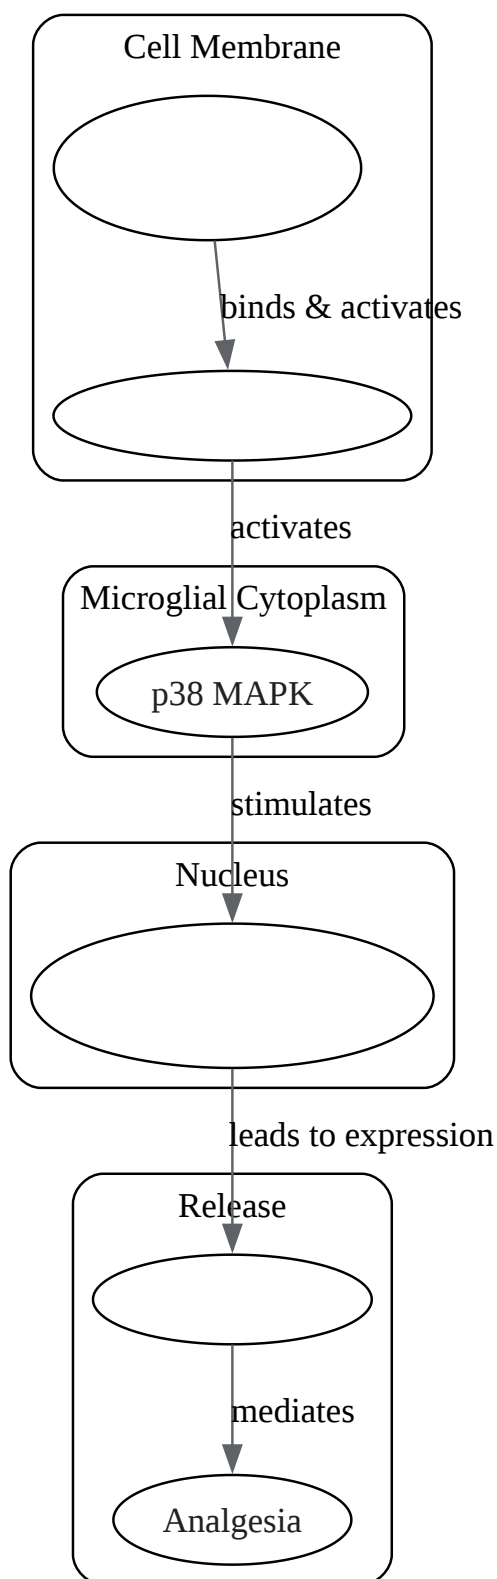 Cell Membrane
binds & activates
activates
Microglial Cytoplasm
p38 MAPK
stimulates
Nucleus
leads to expression
Release
mediates
Analgesia